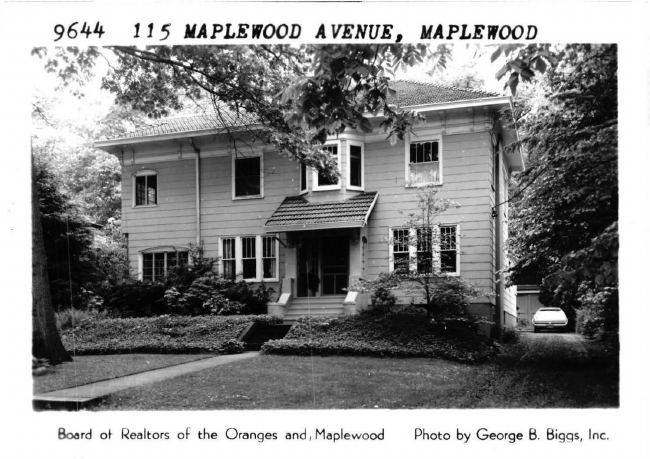 9644 115 MAPLEWOOD AVENUE, MAPLEWOOD
Board of Realtors of the Oranges and, Maplewood Photo by George B. Biggs, Inc.